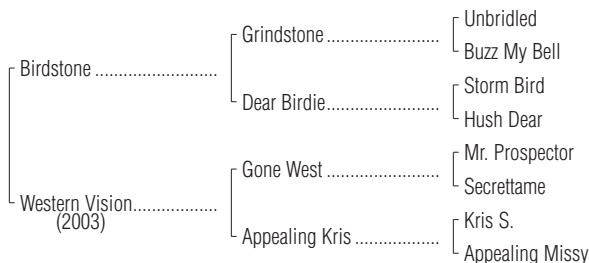 Unbridled
Grindstone ........................
Buzz My Bell
Birdstone ..........................
Storm Bird
Dear Birdie........................
Hush Dear
Mr. Prospector
Gone West ........................
Secrettame
Western Vision..................
(2003)
Kris S.
Appealing Kris ..................
Appealing Missy